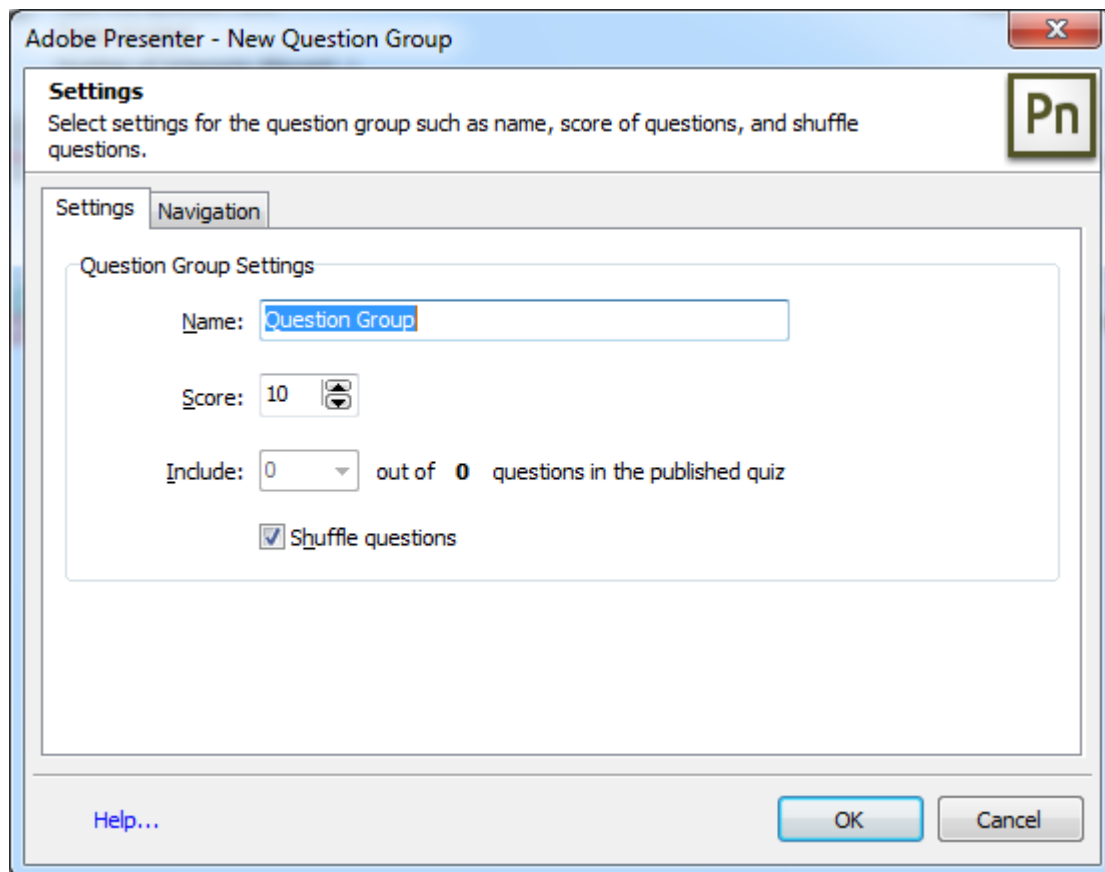 Adobe Presenter - New Question Group
Settings
Select settings for the question group such as name, score of questions, and shuffle
questions.
Pn
Settings Navigation
Question Group Settings
Name: Question Group
Score: 10
Include: 0 out of 0 questions in the published quiz
Shuffle questions
Help... OK Cancel